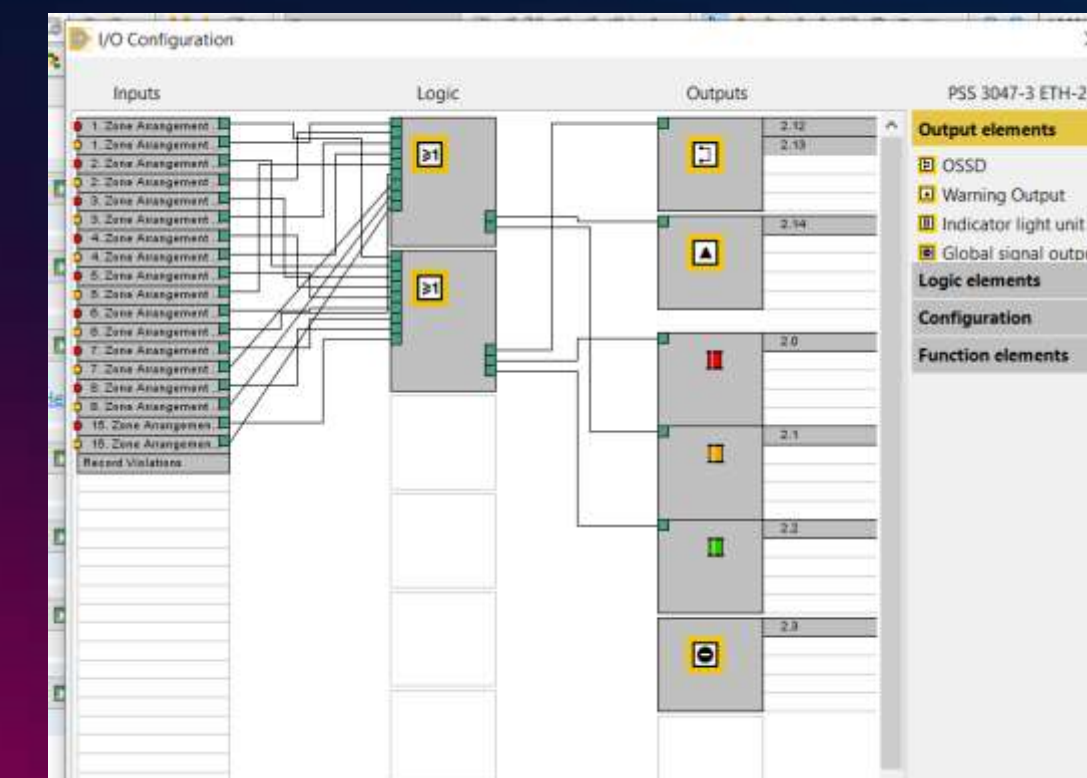 I/O Configuration
Inputs
Logic
Outputs
PSS 3047-3 ETH-2
1. Zone Arrangement
1. Zone Arrangement
2. Zone Arrangement
2. Zone Arrangement
3. Zone Arrangement
3. Zone Arrangement
4. Zone Arrangement
4. Zone Arrangement
5. Zone Arrangement
5. Zone Arrangement
6. Zone Arrangement
6. Zone Arrangement
7. Zone Arrangement
7. Zone Arrangement
8. Zone Arrangement
8. Zone Arrangement
15. Zone Arrangemen...
15. Zone Arrangemen...
Record Violations
≥1
≥1
2.12
2.13
2.14
2.0
2.1
2.2
2.3
Output elements
OSSD
Warning Output
Indicator light unit
Global signal outpu
Logic elements
Configuration
Function elements